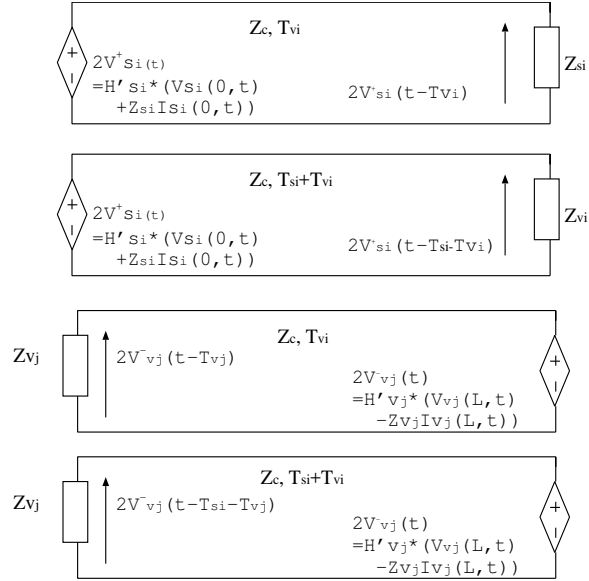 Zc, Tvi
+
−
2V⁺si(t)
=H′si*(Vsi(0,t)
+ZsiIsi(0,t))
2V⁺si(t−Tvi)
Zsi
Zc, Tsi+Tvi
+
−
2V⁺si(t)
=H′si*(Vsi(0,t)
+ZsiIsi(0,t))
2V⁺si(t−Tsi-Tvi)
Zvi
Zc, Tvi
Zvj
2V⁻vj(t−Tvj)
2V⁻vj(t)
=H′vj*(Vvj(L,t)
−ZvjIvj(L,t))
+
−
Zc, Tsi+Tvi
Zvj
2V⁻vj(t−Tsi−Tvj)
2V⁻vj(t)
=H′vj*(Vvj(L,t)
−ZvjIvj(L,t))
+
−